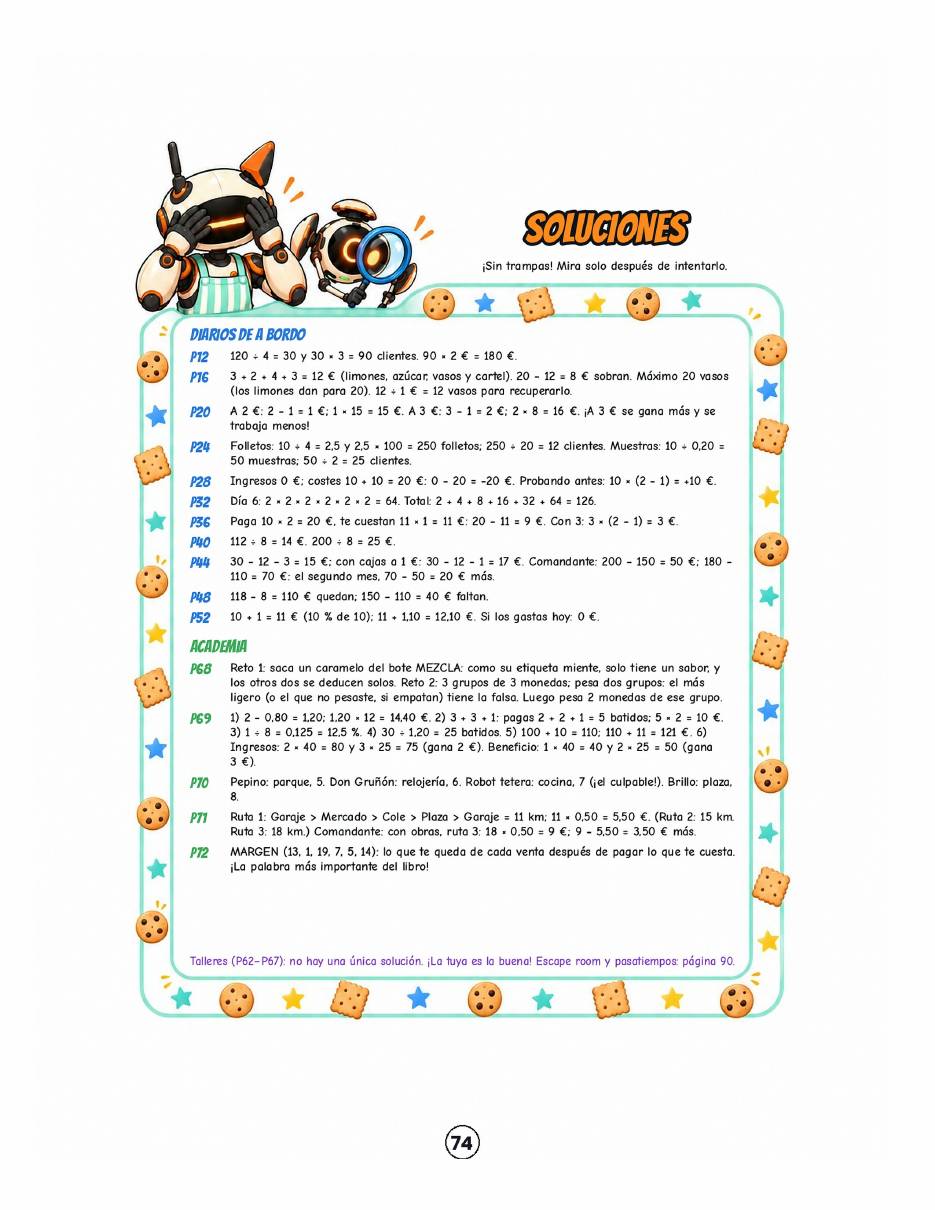 SOLUCIONES
¡Sin trampas! Mira solo después de intentarlo.
DIARIOS DE A BORDO
P12 120 ÷ 4 = 30 y 30 × 3 = 90 clientes. 90 × 2 € = 180 €.
P16 3 + 2 + 4 + 3 = 12 € (limones, azúcar, vasos y cartel). 20 − 12 = 8 € sobran. Máximo 20 vasos
(los limones dan para 20). 12 ÷ 1 € = 12 vasos para recuperarlo.
P20 A 2 €: 2 − 1 = 1 €; 1 × 15 = 15 €. A 3 €: 3 − 1 = 2 €; 2 × 8 = 16 €. ¡A 3 € se gana más y se
trabaja menos!
P24 Folletos: 10 ÷ 4 = 2,5 y 2,5 × 100 = 250 folletos; 250 ÷ 20 = 12 clientes. Muestras: 10 ÷ 0,20 =
50 muestras; 50 ÷ 2 = 25 clientes.
P28 Ingresos 0 €; costes 10 + 10 = 20 €: 0 − 20 = −20 €. Probando antes: 10 × (2 − 1) = +10 €.
P32 Día 6: 2 × 2 × 2 × 2 × 2 × 2 = 64. Total: 2 + 4 + 8 + 16 + 32 + 64 = 126.
P36 Paga 10 × 2 = 20 €, te cuestan 11 × 1 = 11 €: 20 − 11 = 9 €. Con 3: 3 × (2 − 1) = 3 €.
P40 112 ÷ 8 = 14 €. 200 ÷ 8 = 25 €.
P44 30 − 12 − 3 = 15 €; con cajas a 1 €: 30 − 12 − 1 = 17 €. Comandante: 200 − 150 = 50 €; 180 −
110 = 70 €: el segundo mes, 70 − 50 = 20 € más.
P48 118 − 8 = 110 € quedan; 150 − 110 = 40 € faltan.
P52 10 + 1 = 11 € (10 % de 10); 11 + 1,10 = 12,10 €. Si los gastas hoy: 0 €.
ACADEMIA
P68 Reto 1: saca un caramelo del bote MEZCLA: como su etiqueta miente, solo tiene un sabor, y
los otros dos se deducen solos. Reto 2: 3 grupos de 3 monedas; pesa dos grupos: el más
ligero (o el que no pesaste, si empatan) tiene la falsa. Luego pesa 2 monedas de ese grupo.
P69 1) 2 − 0,80 = 1,20; 1,20 × 12 = 14,40 €. 2) 3 + 3 + 1: pagas 2 + 2 + 1 = 5 batidos; 5 × 2 = 10 €.
3) 1 ÷ 8 = 0,125 = 12,5 %. 4) 30 ÷ 1,20 = 25 batidos. 5) 100 + 10 = 110; 110 + 11 = 121 €. 6)
Ingresos: 2 × 40 = 80 y 3 × 25 = 75 (gana 2 €). Beneficio: 1 × 40 = 40 y 2 × 25 = 50 (gana
3 €).
P70 Pepino: parque, 5. Don Gruñón: relojería, 6. Robot tetera: cocina, 7 (¡el culpable!). Brillo: plaza,
8.
P71 Ruta 1: Garaje > Mercado > Cole > Plaza > Garaje = 11 km; 11 × 0,50 = 5,50 €. (Ruta 2: 15 km.
Ruta 3: 18 km.) Comandante: con obras, ruta 3: 18 × 0,50 = 9 €; 9 − 5,50 = 3,50 € más.
P72 MARGEN (13, 1, 19, 7, 5, 14): lo que te queda de cada venta después de pagar lo que te cuesta.
¡La palabra más importante del libro!
Talleres (P62–P67): no hay una única solución. ¡La tuya es la buena! Escape room y pasatiempos: página 90.
74